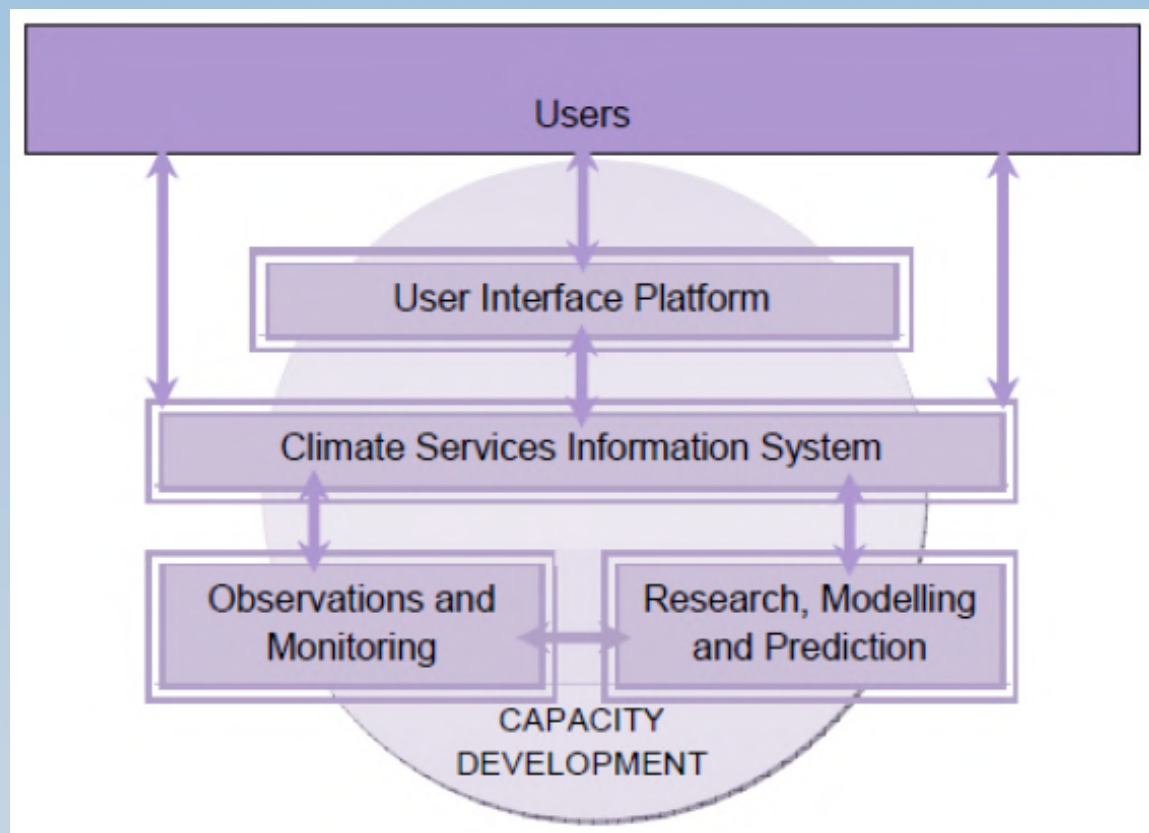 Users
User Interface Platform
Climate Services Information System
Observations and
Monitoring
Research, Modelling
and Prediction
CAPACITY
DEVELOPMENT